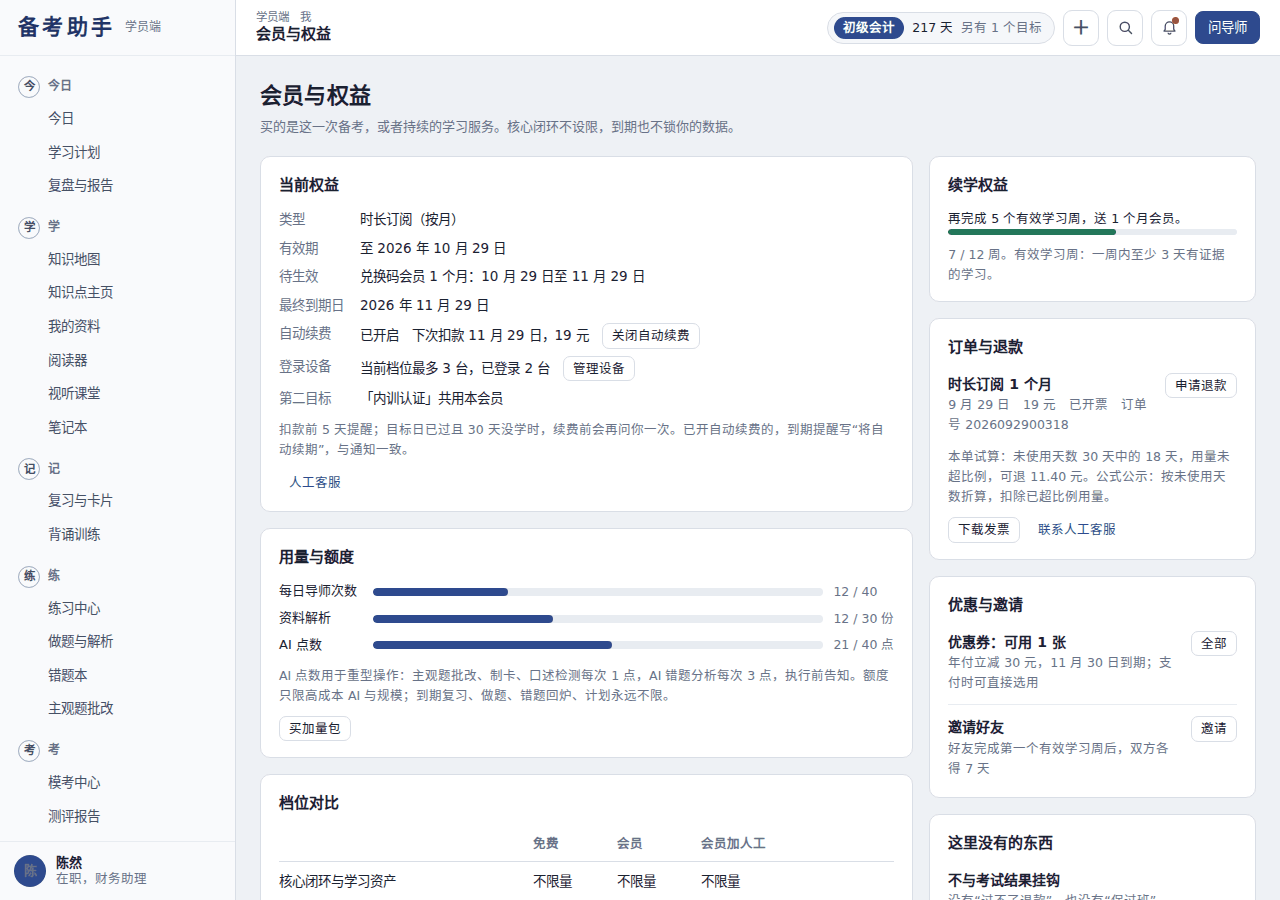 备考助手 学员端
今 今日
今日
学习计划
复盘与报告
学 学
知识地图
知识点主页
我的资料
阅读器
视听课堂
笔记本
记 记
复习与卡片
背诵训练
练 练
练习中心
做题与解析
错题本
主观题批改
考 考
模考中心
测评报告
陈 陈然
在职，财务助理
学员端 我
会员与权益
初级会计 217 天 另有 1 个目标
问导师
会员与权益
买的是这一次备考，或者持续的学习服务。核心闭环不设限，到期也不锁你的数据。
当前权益
类型 时长订阅（按月）
有效期 至 2026 年 10 月 29 日
待生效 兑换码会员 1 个月：10 月 29 日至 11 月 29 日
最终到期日 2026 年 11 月 29 日
自动续费 已开启 下次扣款 11 月 29 日，19 元 关闭自动续费
登录设备 当前档位最多 3 台，已登录 2 台 管理设备
第二目标 「内训认证」共用本会员
扣款前 5 天提醒；目标日已过且 30 天没学时，续费前会再问你一次。已开自动续费的，到期提醒写“将自
动续期”，与通知一致。
人工客服
用量与额度
每日导师次数 12 / 40
资料解析 12 / 30 份
AI 点数 21 / 40 点
AI 点数用于重型操作：主观题批改、制卡、口述检测每次 1 点，AI 错题分析每次 3 点，执行前告知。额度
只限高成本 AI 与规模；到期复习、做题、错题回炉、计划永远不限。
买加量包
档位对比
免费 会员 会员加人工
核心闭环与学习资产 不限量 不限量 不限量
续学权益
再完成 5 个有效学习周，送 1 个月会员。
7 / 12 周。有效学习周：一周内至少 3 天有证据
的学习。
订单与退款
时长订阅 1 个月 申请退款
9 月 29 日 19 元 已开票 订单
号 2026092900318
本单试算：未使用天数 30 天中的 18 天，用量未
超比例，可退 11.40 元。公式公示：按未使用天
数折算，扣除已超比例用量。
下载发票 联系人工客服
优惠与邀请
优惠券：可用 1 张 全部
年付立减 30 元，11 月 30 日到期；支
付时可直接选用
邀请好友 邀请
好友完成第一个有效学习周后，双方各
得 7 天
这里没有的东西
不与考试结果挂钩
没有“过不了退款”，也没有“保过班”